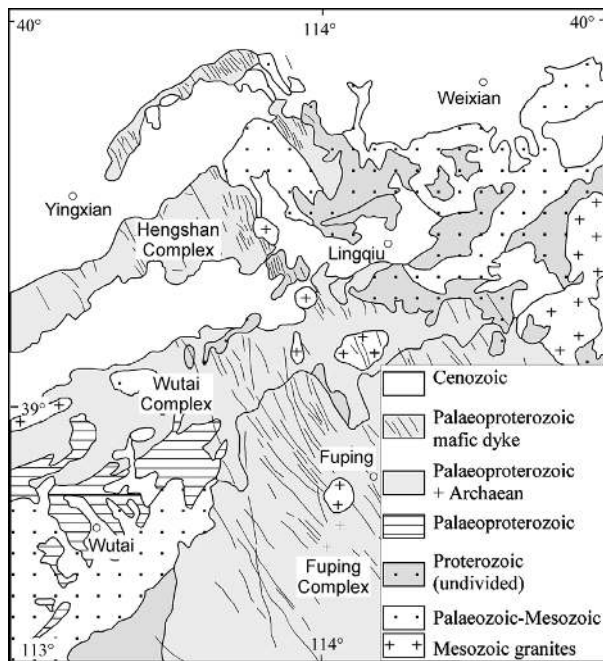 40°
114°
40°
Weixian
Yingxian
Hengshan
Complex
Lingqiu
39°
Wutai
Complex
Fuping
Wutai
Fuping
Complex
113°
114°
Cenozoic
Palaeoproterozoic
mafic dyke
Palaeoproterozoic
+ Archaean
Palaeoproterozoic
Proterozoic
(undivided)
Palaeozoic-Mesozoic
Mesozoic granites